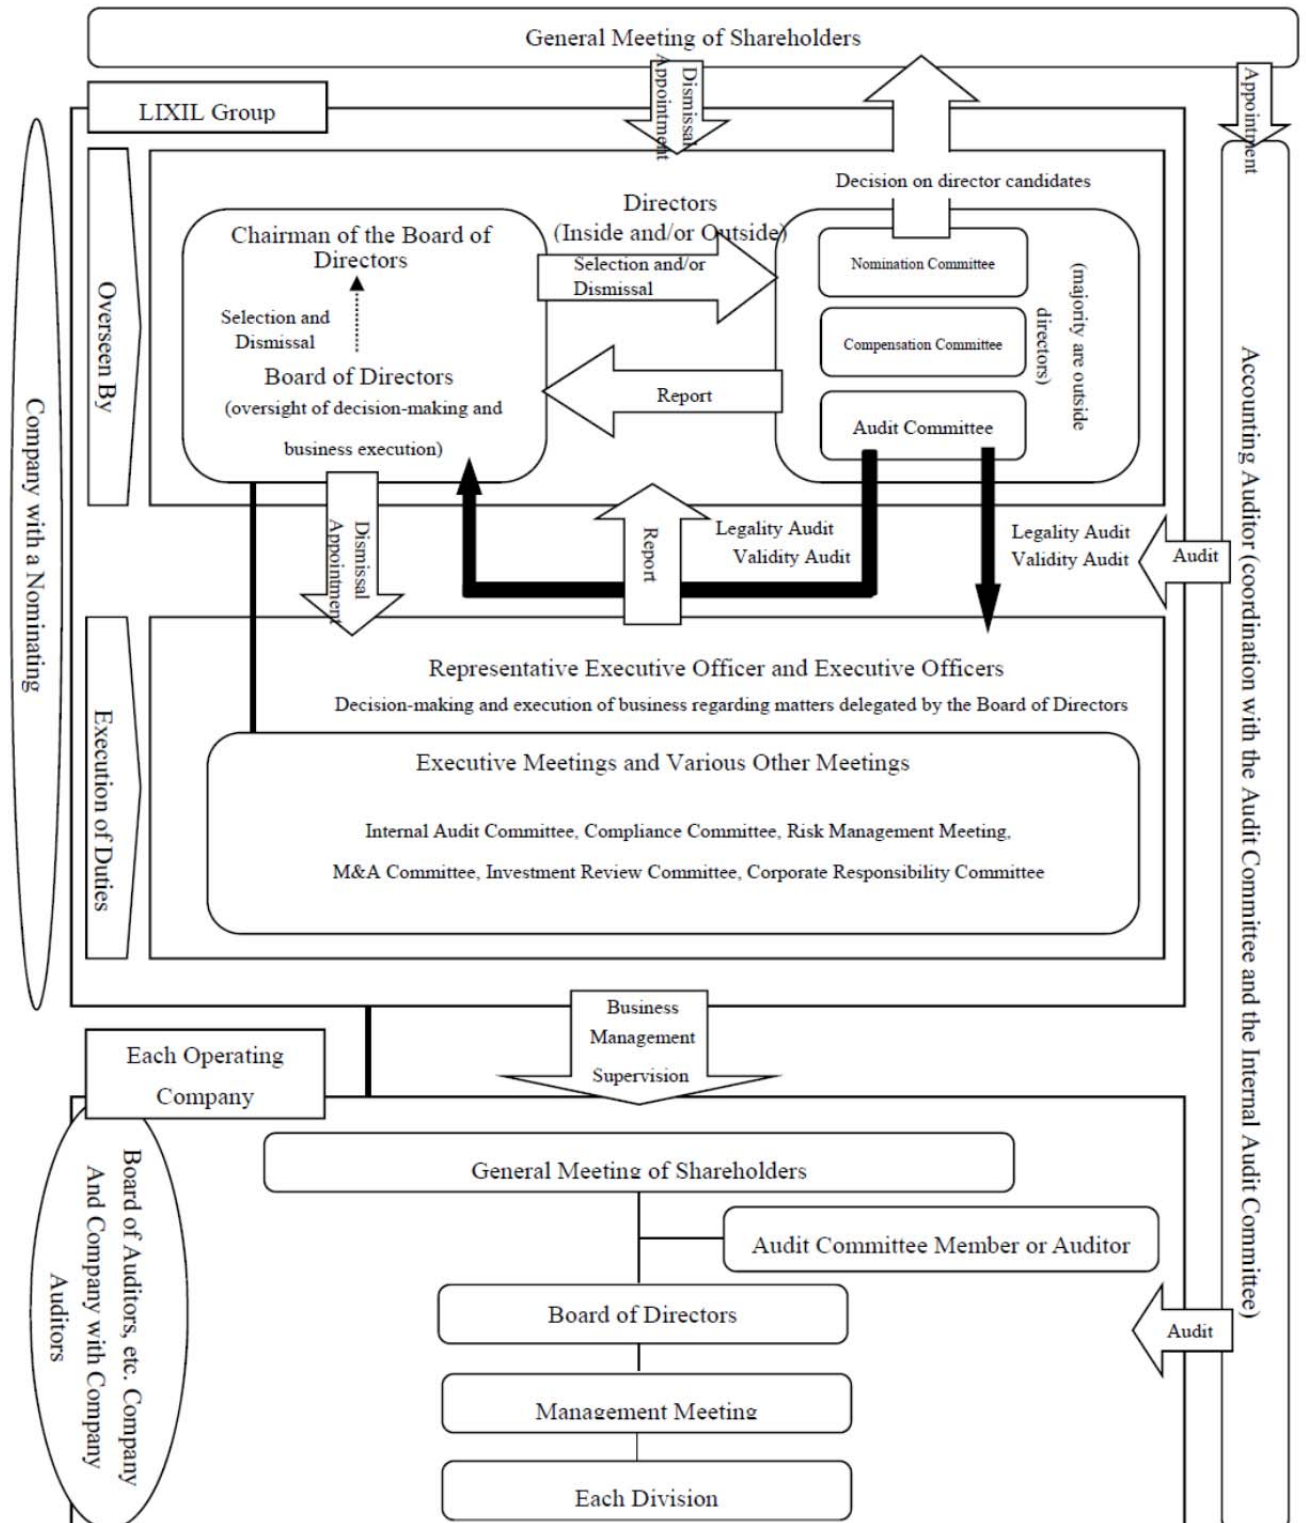 General Meeting of Shareholders
Dismissal
Appointment
Appointment
LIXIL Group
Company with a Nominating
Overseen By
Decision on director candidates
Directors
(Inside and/or Outside)
Chairman of the Board of
Directors
Selection and
Dismissal
Board of Directors
(oversight of decision-making and
business execution)
Selection and/or
Dismissal
Report
Nomination Committee
Compensation Committee
Audit Committee
(majority are outside
directors)
Dismissal
Appointment
Report
Legality Audit
Validity Audit
Legality Audit
Validity Audit
Audit
Accounting Auditor (coordination with the Audit Committee and the Internal Audit Committee)
Execution of Duties
Representative Executive Officer and Executive Officers
Decision-making and execution of business regarding matters delegated by the Board of Directors
Executive Meetings and Various Other Meetings
Internal Audit Committee, Compliance Committee, Risk Management Meeting,
M&A Committee, Investment Review Committee, Corporate Responsibility Committee
Business
Management
Supervision
Each Operating
Company
Board of Auditors, etc. Company
And Company with Company
Auditors
General Meeting of Shareholders
Audit Committee Member or Auditor
Board of Directors
Audit
Management Meeting
Each Division